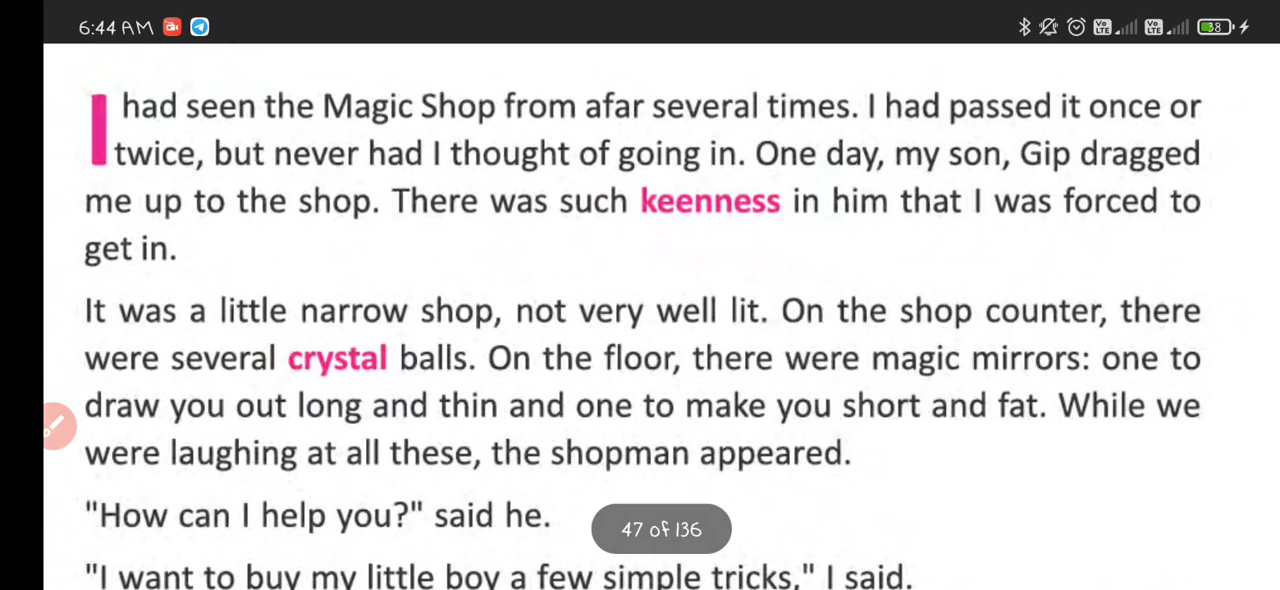 6:44 AM
Vo LTE Vo LTE 38
I had seen the Magic Shop from afar several times. I had passed it once or
twice, but never had I thought of going in. One day, my son, Gip dragged
me up to the shop. There was such keenness in him that I was forced to
get in.
It was a little narrow shop, not very well lit. On the shop counter, there
were several crystal balls. On the floor, there were magic mirrors: one to
draw you out long and thin and one to make you short and fat. While we
were laughing at all these, the shopman appeared.
"How can I help you?" said he.
47 of 136
"I want to buy my little boy a few simple tricks," I said.